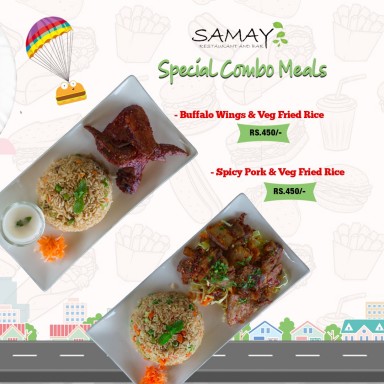 SAMAY
RESTAURANT AND BAR
Special Combo Meals
- Buffalo Wings & Veg Fried Rice
RS.450/-
- Spicy Pork & Veg Fried Rice
RS.450/-